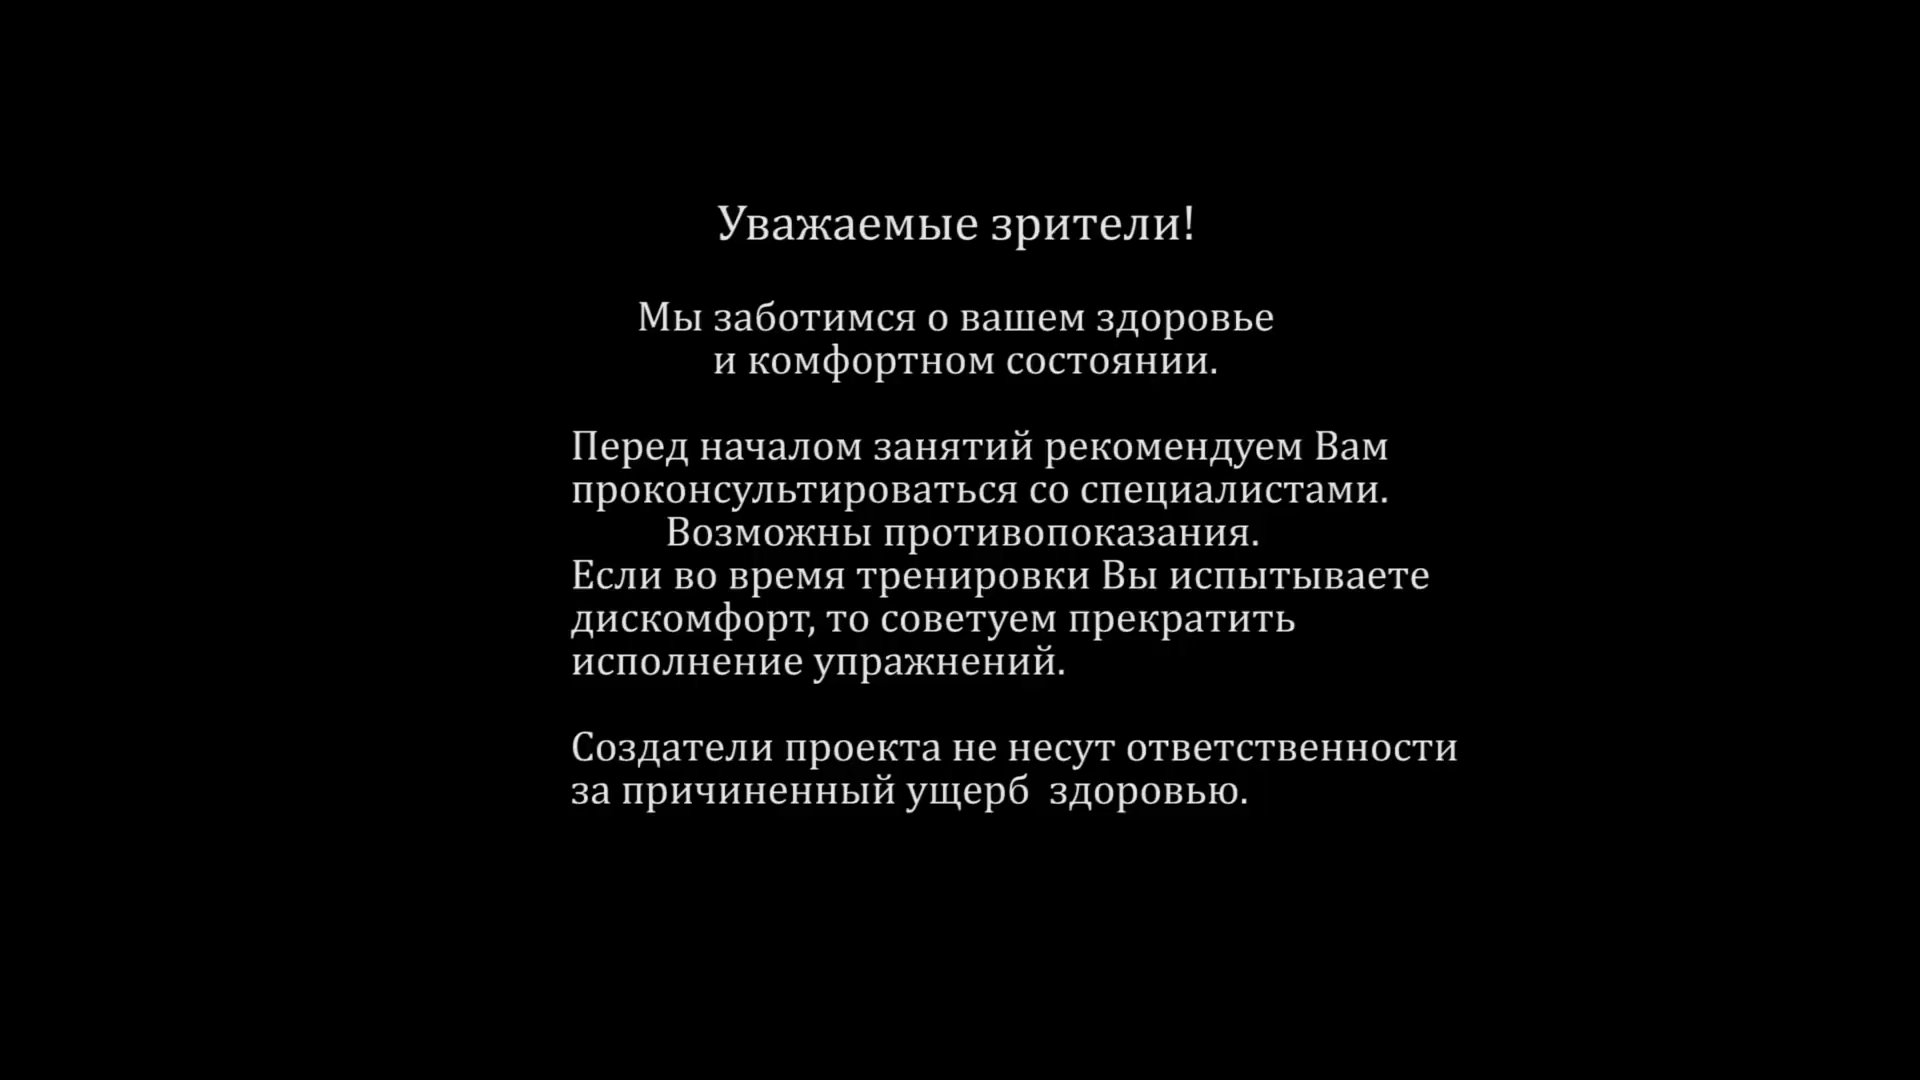 Уважаемые зрители!
Мы заботимся о вашем здоровье
и комфортном состоянии.
Перед началом занятий рекомендуем Вам
проконсультироваться со специалистами.
Возможны противопоказания.
Если во время тренировки Вы испытываете
дискомфорт, то советуем прекратить
исполнение упражнений.
Создатели проекта не несут ответственности
за причиненный ущерб  здоровью.